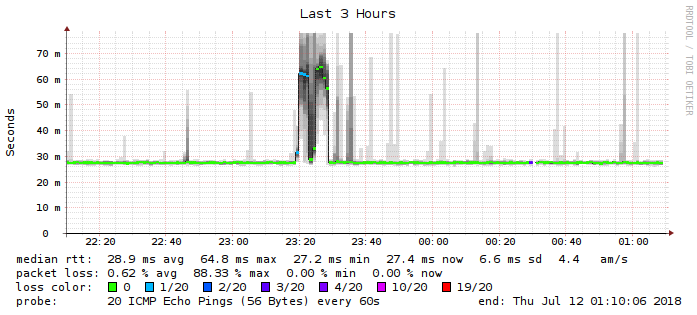 Last 3 Hours
RRDTOOL / TOBI OETIKER
Seconds
70 m
60 m
50 m
40 m
30 m
20 m
10 m
0
22:20 22:40 23:00 23:20 23:40 00:00 00:20 00:40 01:00
median rtt: 28.9 ms avg 64.8 ms max 27.2 ms min 27.4 ms now 6.6 ms sd 4.4 am/s
packet loss: 0.62 % avg 88.33 % max 0.00 % min 0.00 % now
loss color: 0 1/20 2/20 3/20 4/20 10/20 19/20
probe: 20 ICMP Echo Pings (56 Bytes) every 60s end: Thu Jul 12 01:10:06 2018